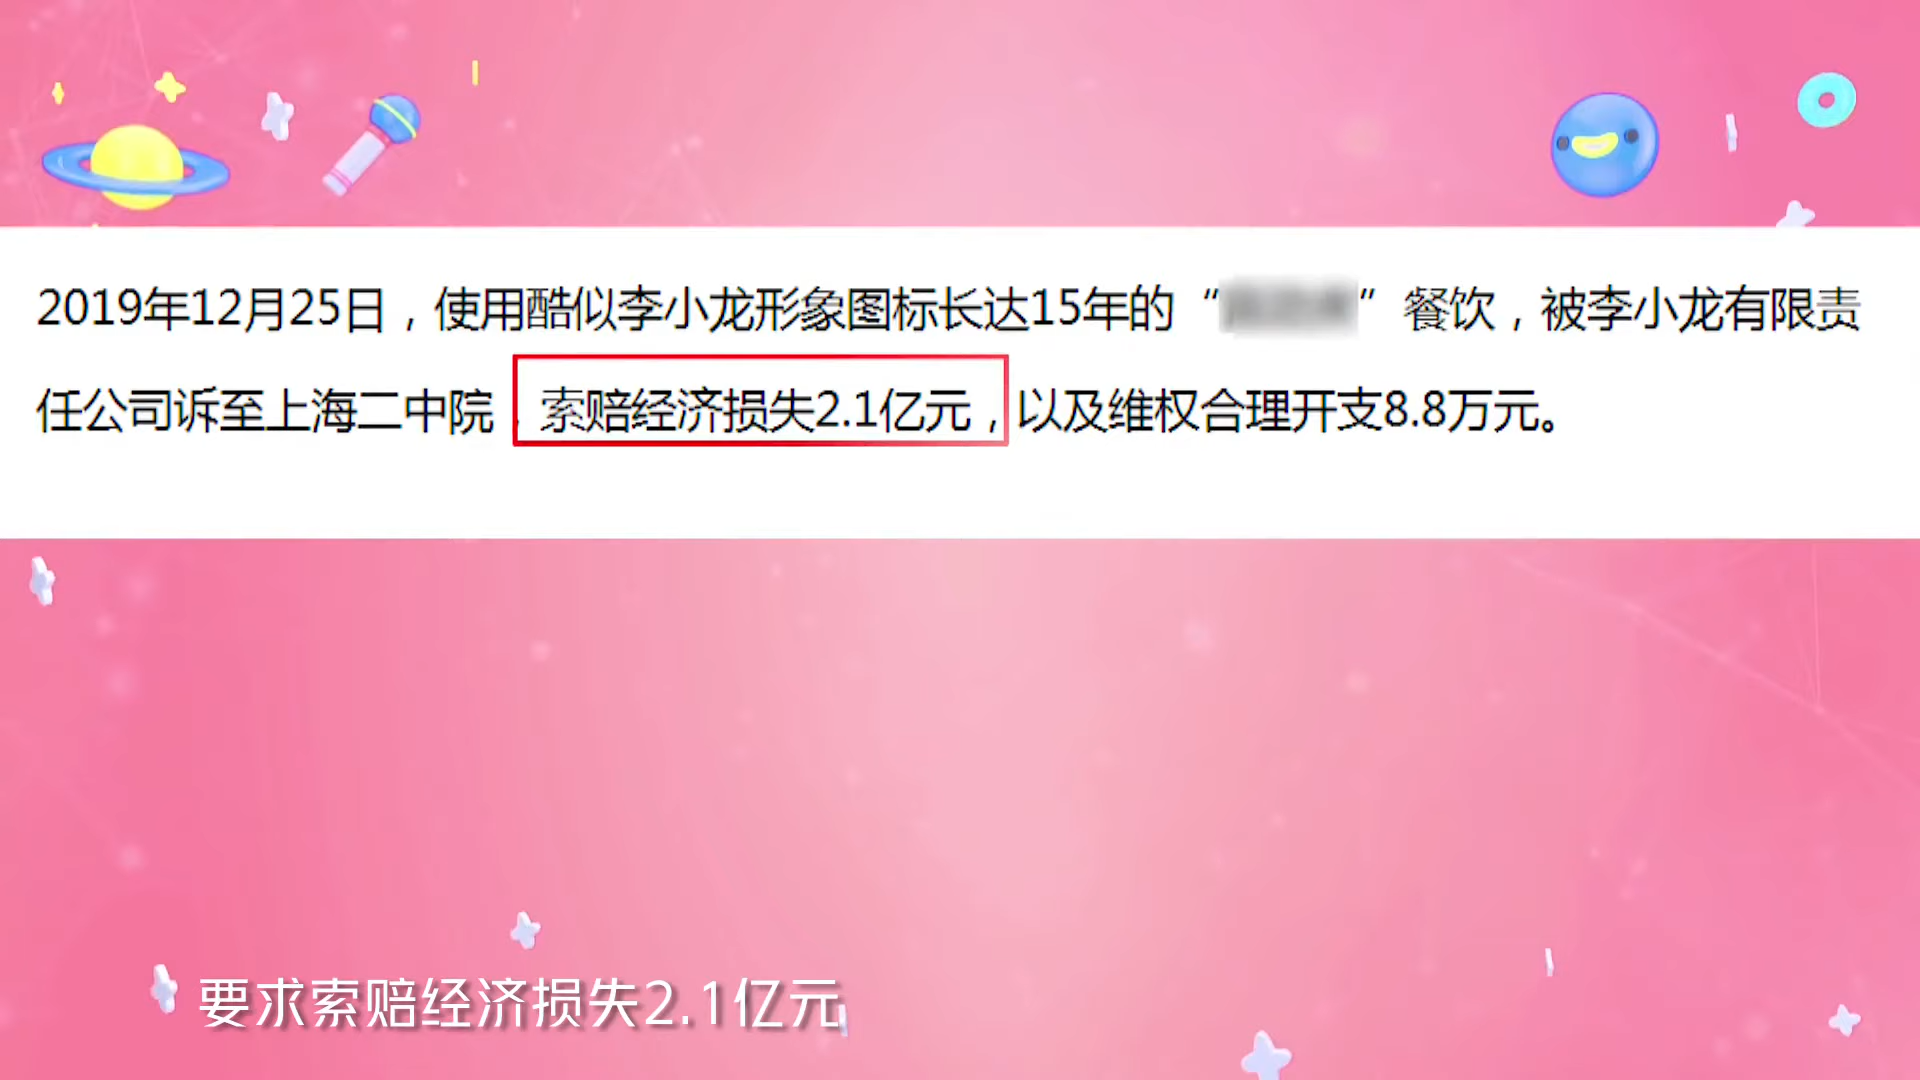 2019年12月25日，使用酷似李小龙形象图标长达15年的“”餐饮，被李小龙有限责
任公司诉至上海二中院，索赔经济损失2.1亿元，以及维权合理开支8.8万元。
要求索赔经济损失2.1亿元